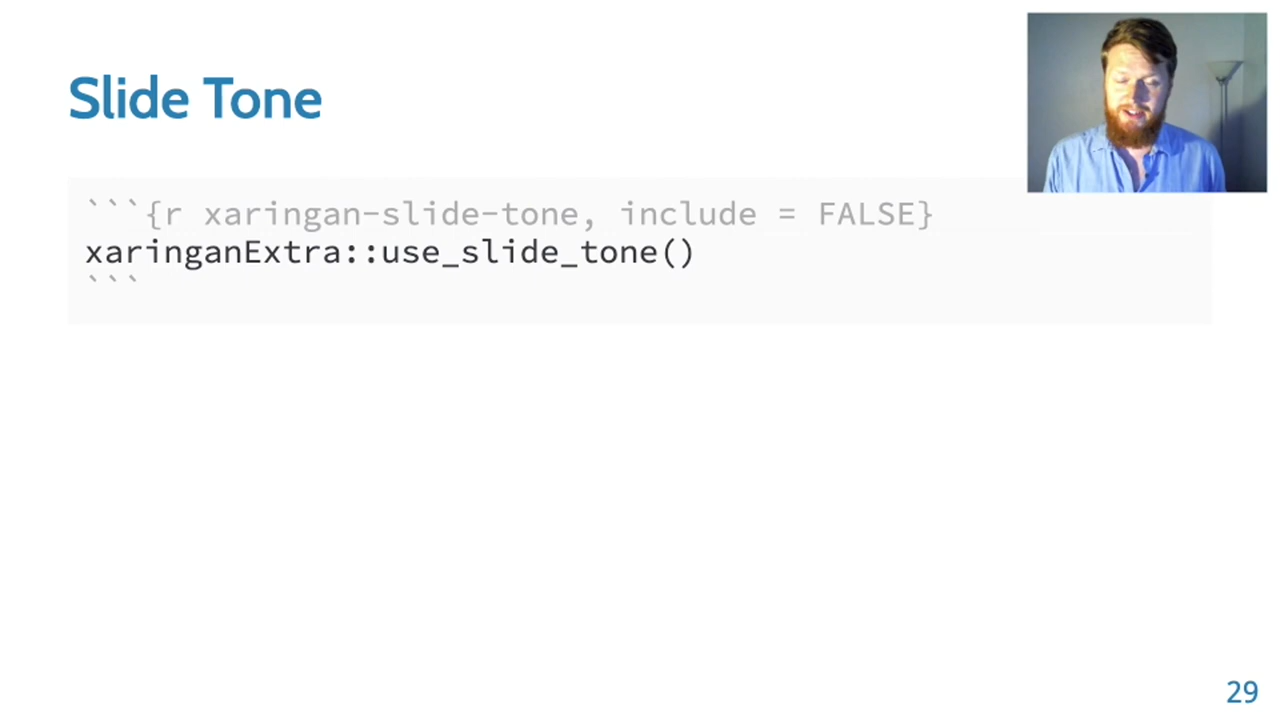 Slide Tone
```{r xaringan-slide-tone, include = FALSE}
xaringanExtra::use_slide_tone()
```
29